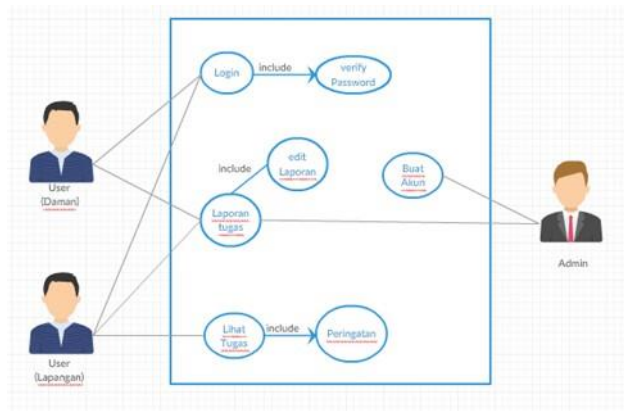 Login
include
verify
Password
User
(Daman)
include
edit
Laporan
Buat
Akun
Laporan
tugas
Admin
User
(Lapangan)
Lihat
Tugas
include
Peringatan